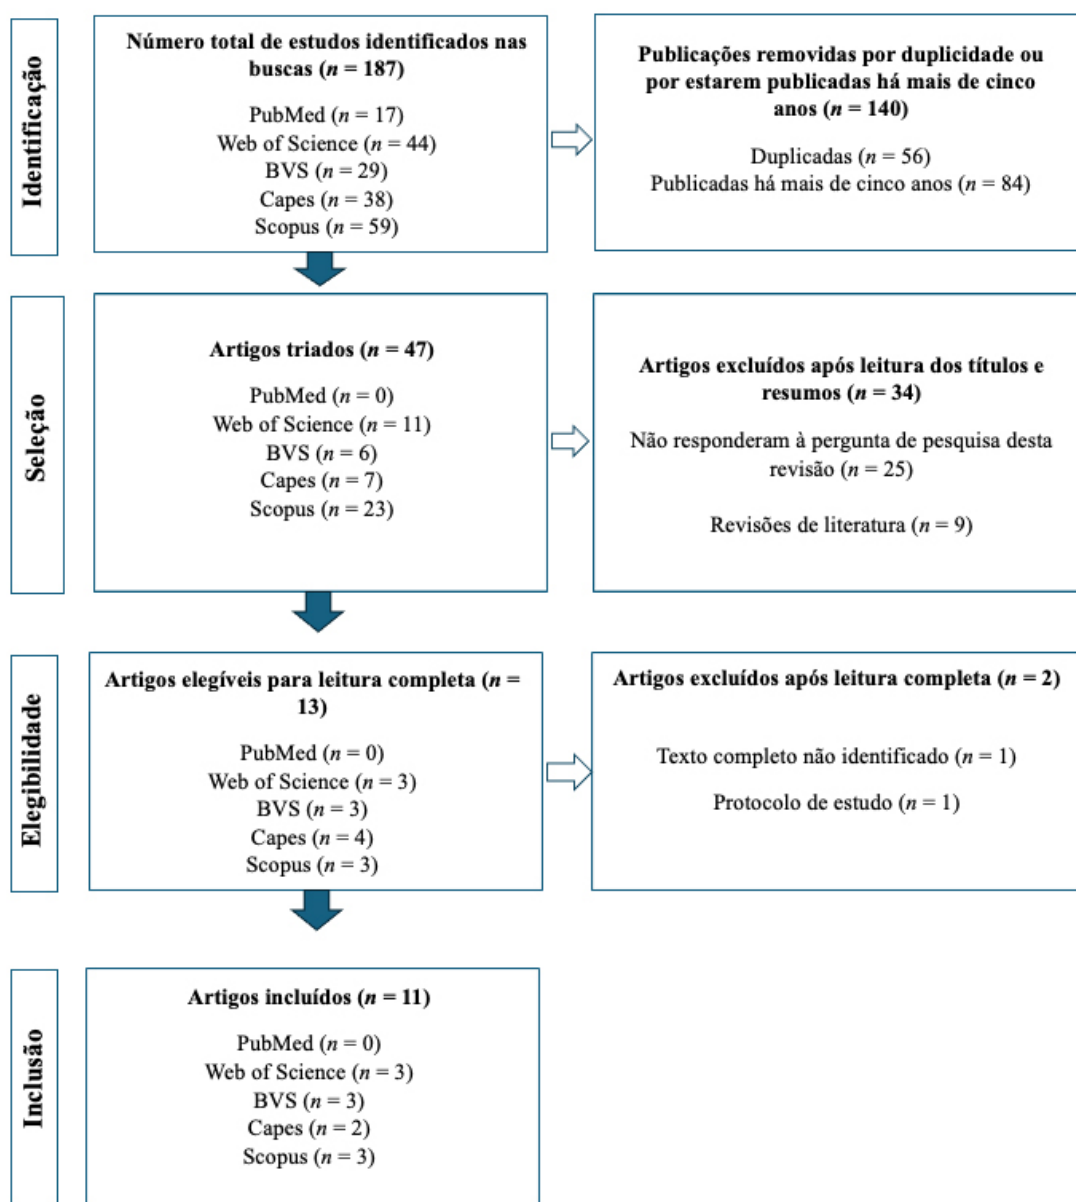 Identificação
Número total de estudos identificados nas
buscas (n = 187)
PubMed (n = 17)
Web of Science (n = 44)
BVS (n = 29)
Capes (n = 38)
Scopus (n = 59)
Publicações removidas por duplicidade ou
por estarem publicadas há mais de cinco
anos (n = 140)
Duplicadas (n = 56)
Publicadas há mais de cinco anos (n = 84)
Seleção
Artigos triados (n = 47)
PubMed (n = 0)
Web of Science (n = 11)
BVS (n = 6)
Capes (n = 7)
Scopus (n = 23)
Artigos excluídos após leitura dos títulos e
resumos (n = 34)
Não responderam à pergunta de pesquisa desta
revisão (n = 25)
Revisões de literatura (n = 9)
Elegibilidade
Artigos elegíveis para leitura completa (n =
13)
PubMed (n = 0)
Web of Science (n = 3)
BVS (n = 3)
Capes (n = 4)
Scopus (n = 3)
Artigos excluídos após leitura completa (n = 2)
Texto completo não identificado (n = 1)
Protocolo de estudo (n = 1)
Inclusão
Artigos incluídos (n = 11)
PubMed (n = 0)
Web of Science (n = 3)
BVS (n = 3)
Capes (n = 2)
Scopus (n = 3)